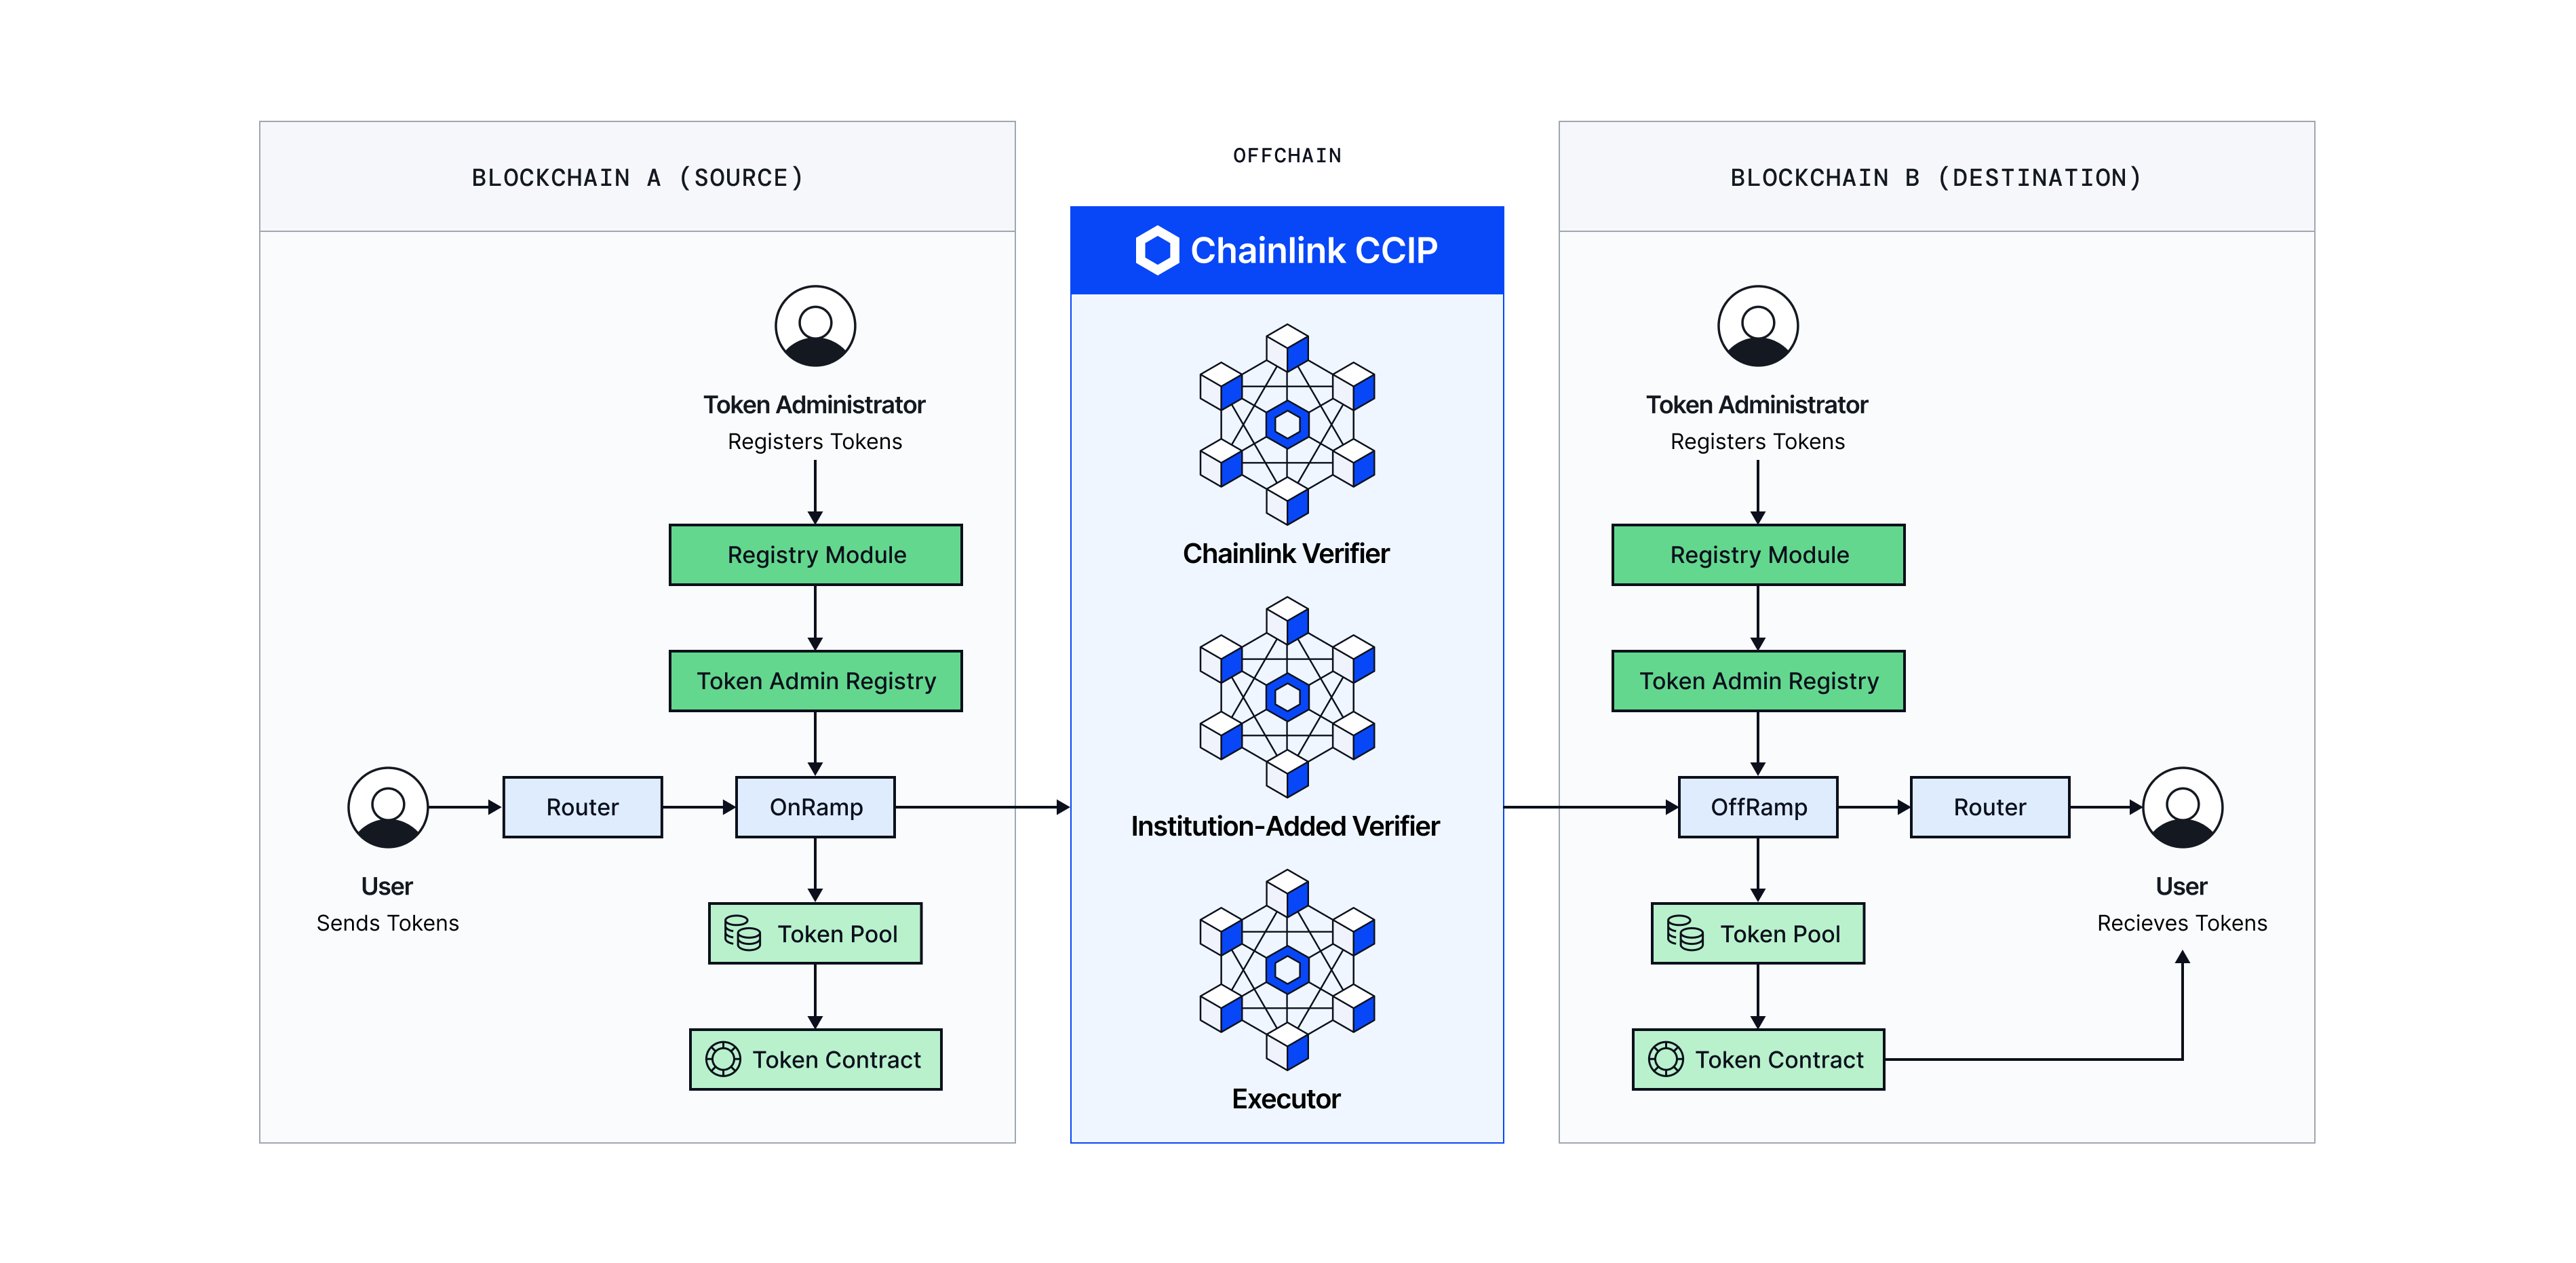 BLOCKCHAIN A (SOURCE)
Token Administrator
Registers Tokens
Registry Module
Token Admin Registry
User
Sends Tokens
Router
OnRamp
Token Pool
Token Contract
OFFCHAIN
Chainlink CCIP
Chainlink Verifier
Institution-Added Verifier
Executor
BLOCKCHAIN B (DESTINATION)
Token Administrator
Registers Tokens
Registry Module
Token Admin Registry
OffRamp
Router
User
Recieves Tokens
Token Pool
Token Contract